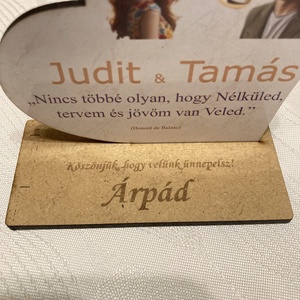 Judit & Tamás
„Nincs többé olyan, hogy Nélküled,
tervem és jövöm van Veled.”
(Honoré de Balzac)
Köszönjük, hogy velünk ünnepelsz!
Árpád